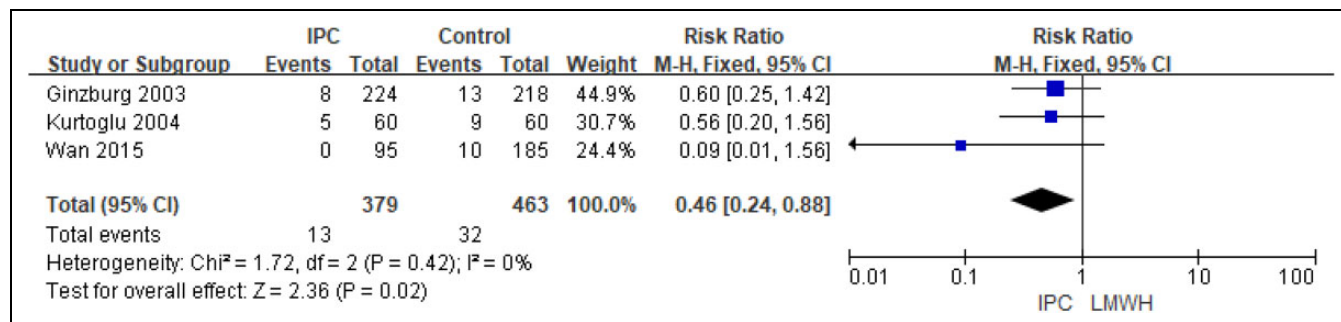 IPC Control Risk Ratio Risk Ratio
Study or Subgroup Events Total Events Total Weight M-H, Fixed, 95% CI M-H, Fixed, 95% CI
Ginzburg 2003 8 224 13 218 44.9% 0.60 [0.25, 1.42]
Kurtoglu 2004 5 60 9 60 30.7% 0.56 [0.20, 1.56]
Wan 2015 0 95 10 185 24.4% 0.09 [0.01, 1.56]
Total (95% CI) 379 463 100.0% 0.46 [0.24, 0.88]
Total events 13 32
Heterogeneity: Chi² = 1.72, df = 2 (P = 0.42); I² = 0%
Test for overall effect: Z = 2.36 (P = 0.02)
0.01 0.1 1 10 100
IPC LMWH